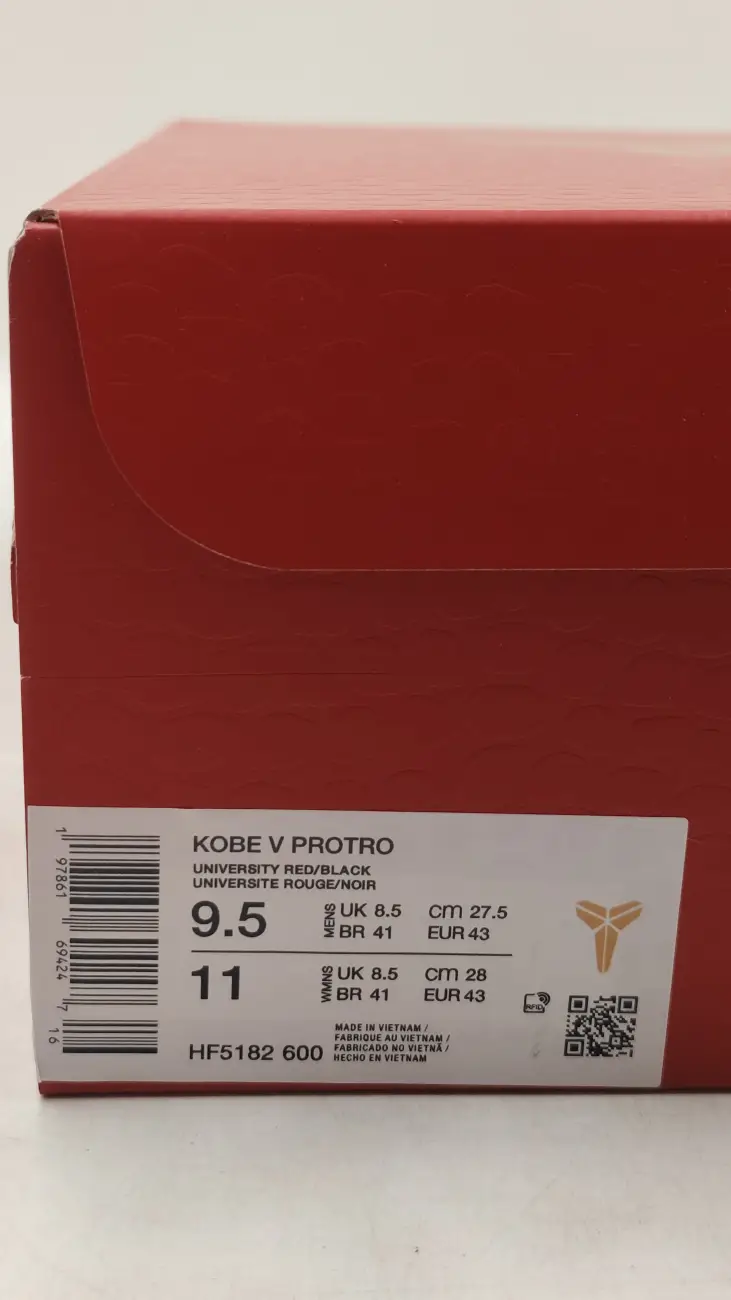 KOBE V PROTRO
UNIVERSITY RED/BLACK
UNIVERSITE ROUGE/NOIR
9.5 MENS UK 8.5 cm 27.5
BR 41 EUR 43
11 WMNS UK 8.5 cm 28
BR 41 EUR 43
RFID
HF5182 600
MADE IN VIETNAM /
FABRIQUE AU VIETNAM /
FABRICADO NO VIETNÃ /
HECHO EN VIETNAM
1 97861 69424 7 16